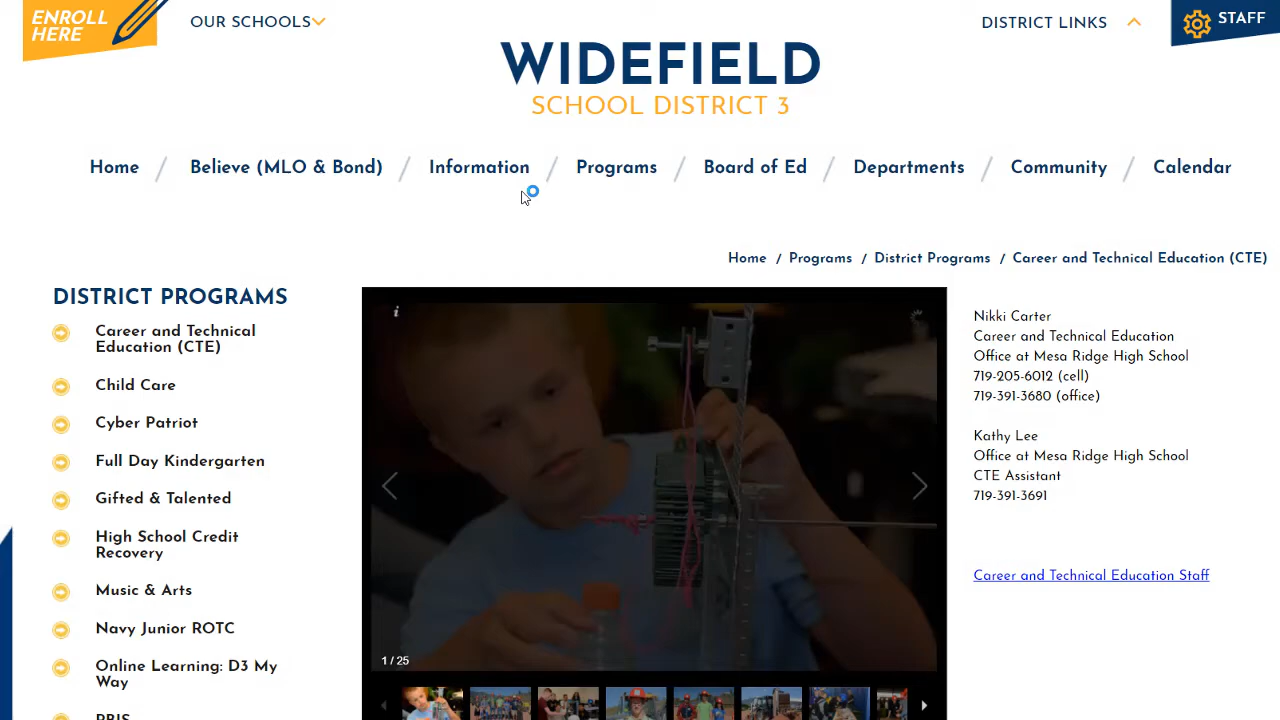 ENROLL
HERE
OUR SCHOOLS
DISTRICT LINKS
STAFF
WIDEFIELD
SCHOOL DISTRICT 3
Home / Believe (MLO & Bond) / Information / Programs / Board of Ed / Departments / Community / Calendar
Home / Programs / District Programs / Career and Technical Education (CTE)
DISTRICT PROGRAMS
Career and Technical
Education (CTE)
Child Care
Cyber Patriot
Full Day Kindergarten
Gifted & Talented
High School Credit
Recovery
Music & Arts
Navy Junior ROTC
Online Learning: D3 My
Way
PBIS
i
1 / 25
Nikki Carter
Career and Technical Education
Office at Mesa Ridge High School
719-205-6012 (cell)
719-391-3680 (office)
Kathy Lee
Office at Mesa Ridge High School
CTE Assistant
719-391-3691
Career and Technical Education Staff